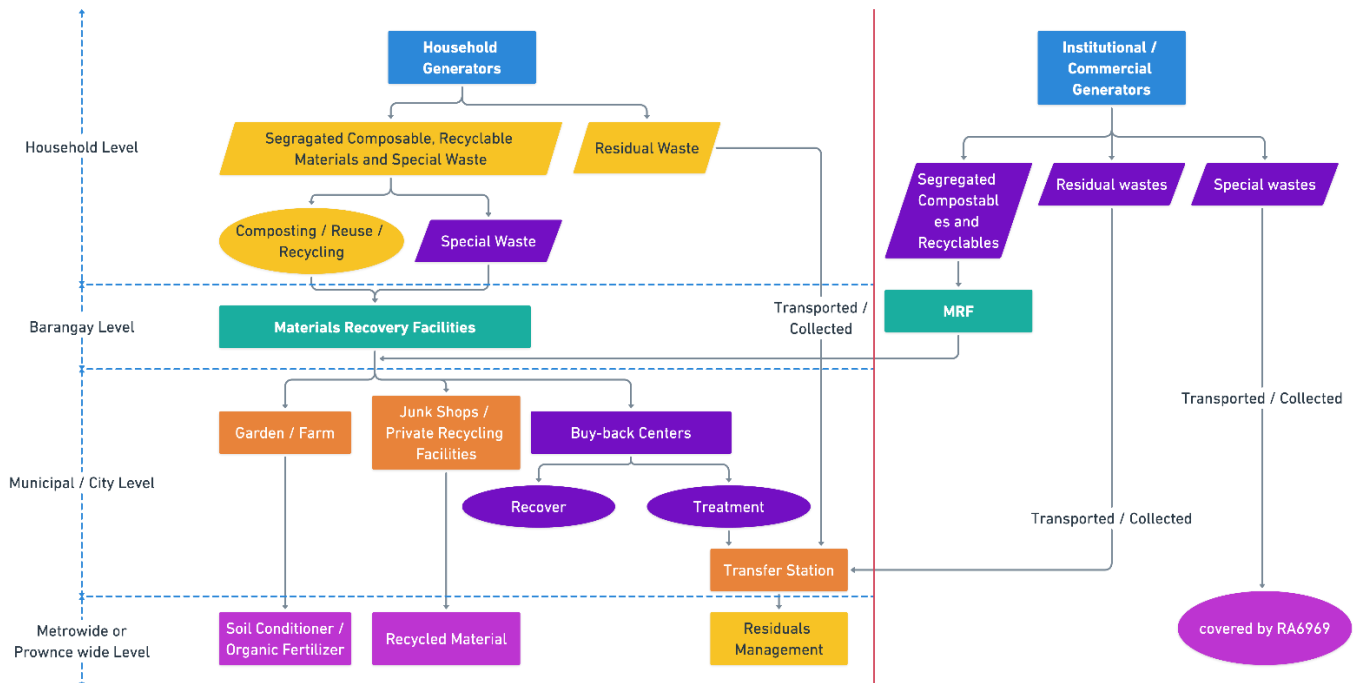 Household
Generators
Institutional /
Commercial
Generators
Household Level
Segragated Composable, Recyclable
Materials and Special Waste
Residual Waste
Segregated
Compostabl
es and
Recyclables
Residual wastes
Special wastes
Composting / Reuse /
Recycling
Special Waste
Barangay Level
Materials Recovery Facilities
Transported /
Collected
MRF
Municipal / City Level
Garden / Farm
Junk Shops /
Private Recycling
Facilities
Buy-back Centers
Transported / Collected
Recover
Treatment
Transported / Collected
Transfer Station
Metrowide or
Prownce wide Level
Soil Conditioner /
Organic Fertilizer
Recycled Material
Residuals
Management
covered by RA6969